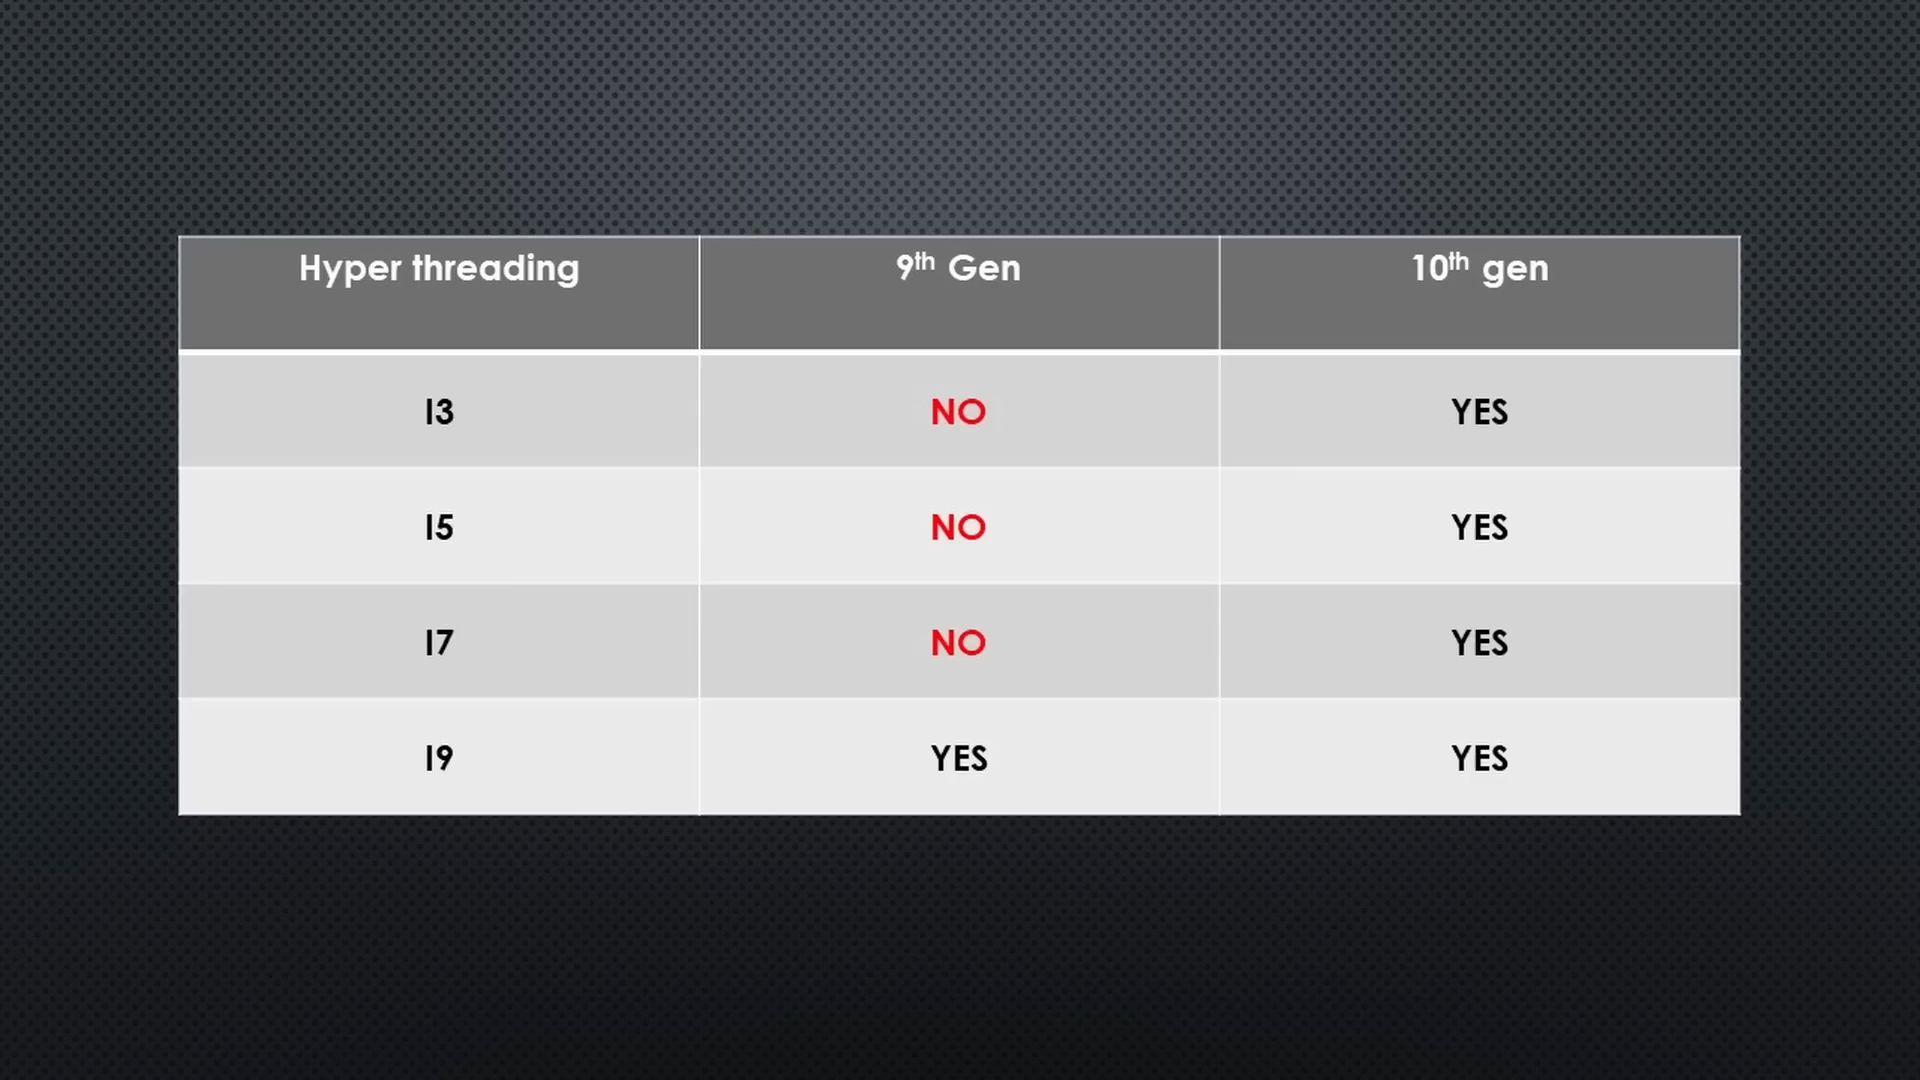 Hyper threading 9th Gen 10th gen
I3 NO YES
I5 NO YES
I7 NO YES
I9 YES YES